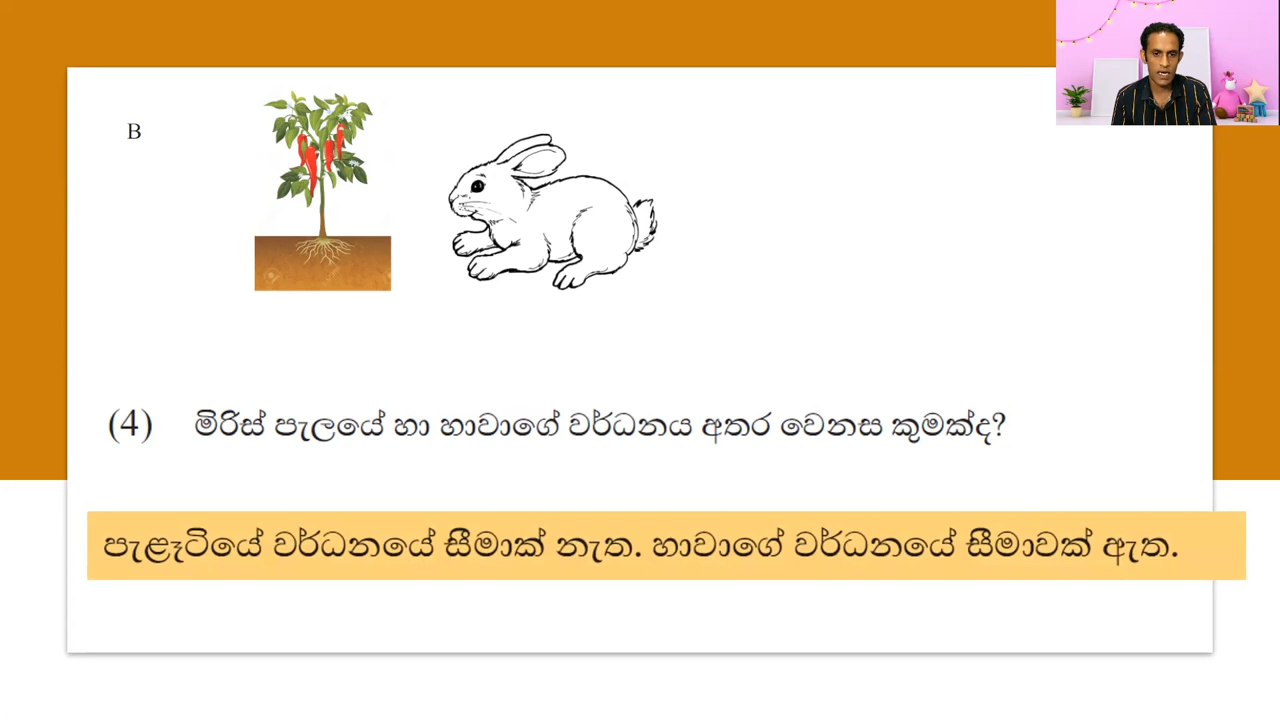 B
(4) මිරිස් පැලයේ හා හාවාගේ වර්ධනය අතර වෙනස කුමක්ද?
පැළෑටියේ වර්ධනයේ සීමාක් නැත. හාවාගේ වර්ධනයේ සීමාවක් ඇත.